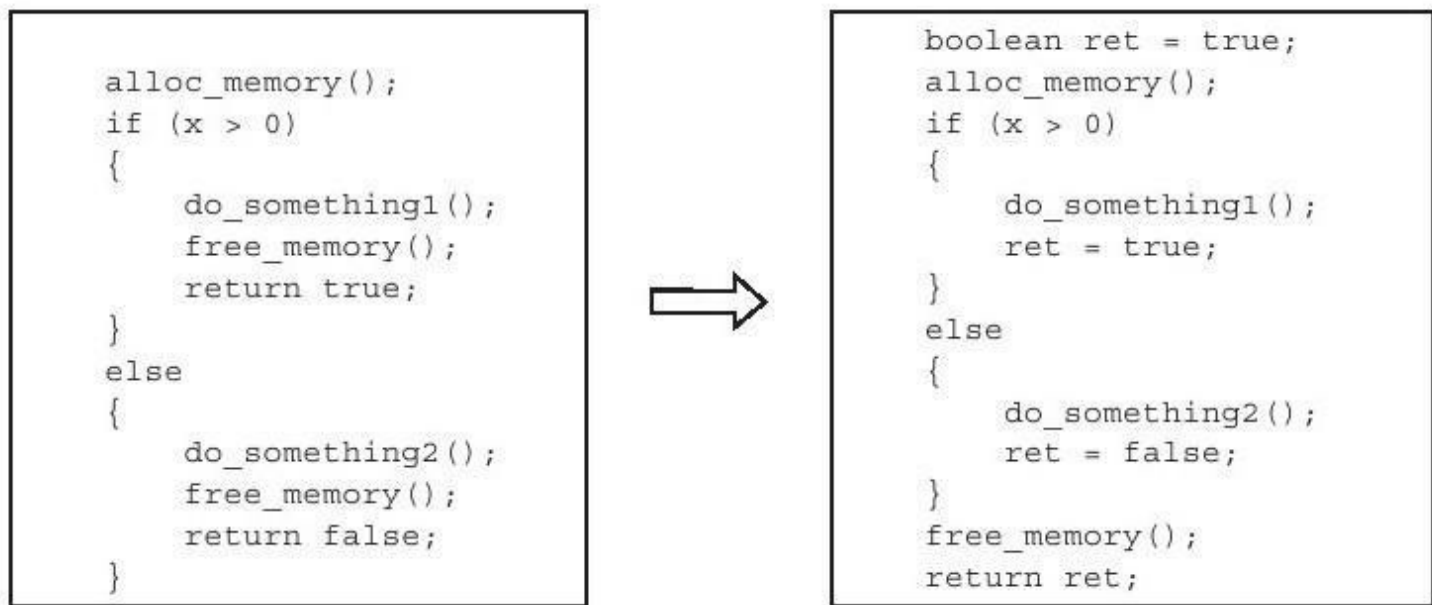 alloc_memory();
if (x > 0)
{
do_something1();
free_memory();
return true;
}
else
{
do_something2();
free_memory();
return false;
}
boolean ret = true;
alloc_memory();
if (x > 0)
{
do_something1();
ret = true;
}
else
{
do_something2();
ret = false;
}
free_memory();
return ret;